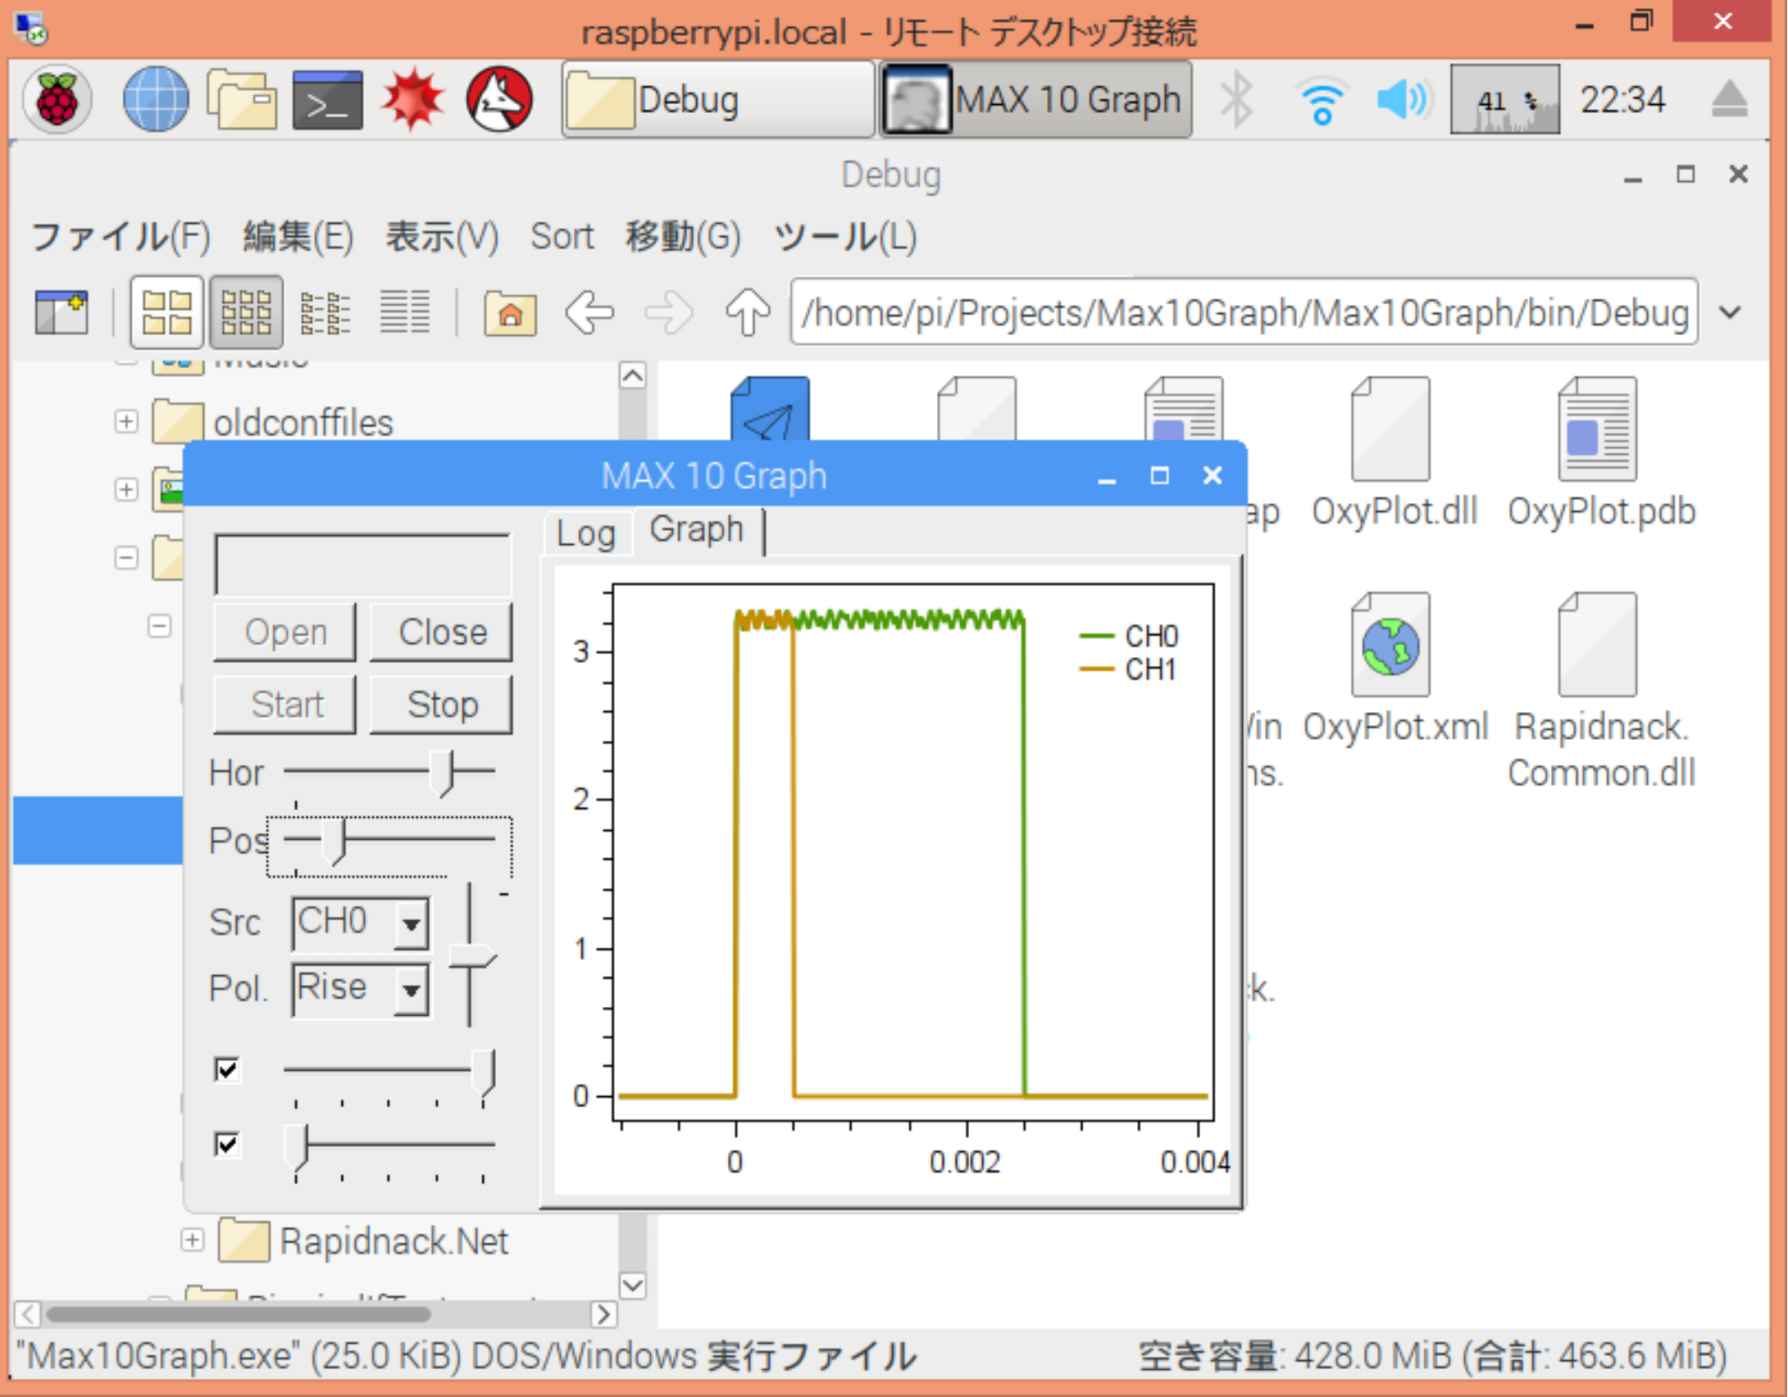 raspberrypi.local - リモート デスクトップ接続
Debug
MAX 10 Graph
41 %
22:34
Debug
ファイル(F) 編集(E) 表示(V) Sort 移動(G) ツール(L)
/home/pi/Projects/Max10Graph/Max10Graph/bin/Debug
Music
oldconffiles
ap OxyPlot.dll OxyPlot.pdb
in OxyPlot.xml Rapidnack.
ns. Common.dll
k.
MAX 10 Graph
Log Graph
Open Close
Start Stop
Hor
Pos
Src CH0
Pol. Rise
CH0
CH1
3
2
1
0
0 0.002 0.004
Rapidnack.Net
"Max10Graph.exe" (25.0 KiB) DOS/Windows 実行ファイル
空き容量: 428.0 MiB (合計: 463.6 MiB)